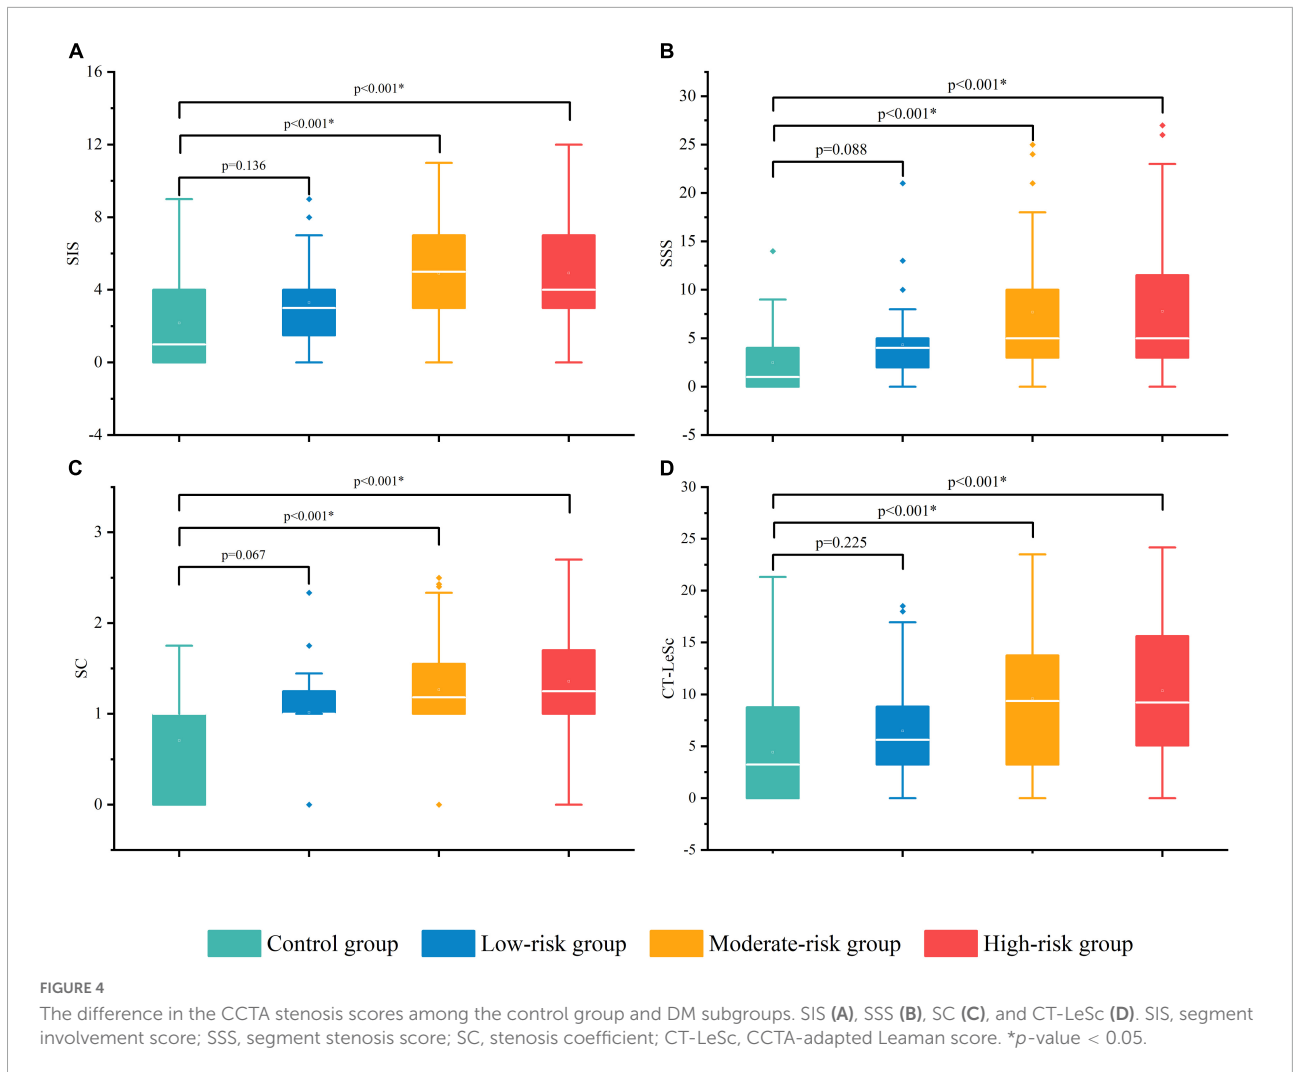 A
B
16
12
8
4
0
-4
SIS
p<0.001*
p<0.001*
p=0.136
30
25
20
15
10
5
0
-5
SSS
p<0.001*
p<0.001*
p=0.088
C
D
3
2
1
0
SC
p<0.001*
p<0.001*
p=0.067
30
25
20
15
10
5
0
-5
CT-LeSc
p<0.001*
p<0.001*
p=0.225
Control group Low-risk group Moderate-risk group High-risk group
FIGURE 4
The difference in the CCTA stenosis scores among the control group and DM subgroups. SIS (A), SSS (B), SC (C), and CT-LeSc (D). SIS, segment
involvement score; SSS, segment stenosis score; SC, stenosis coefficient; CT-LeSc, CCTA-adapted Leaman score. *p-value < 0.05.